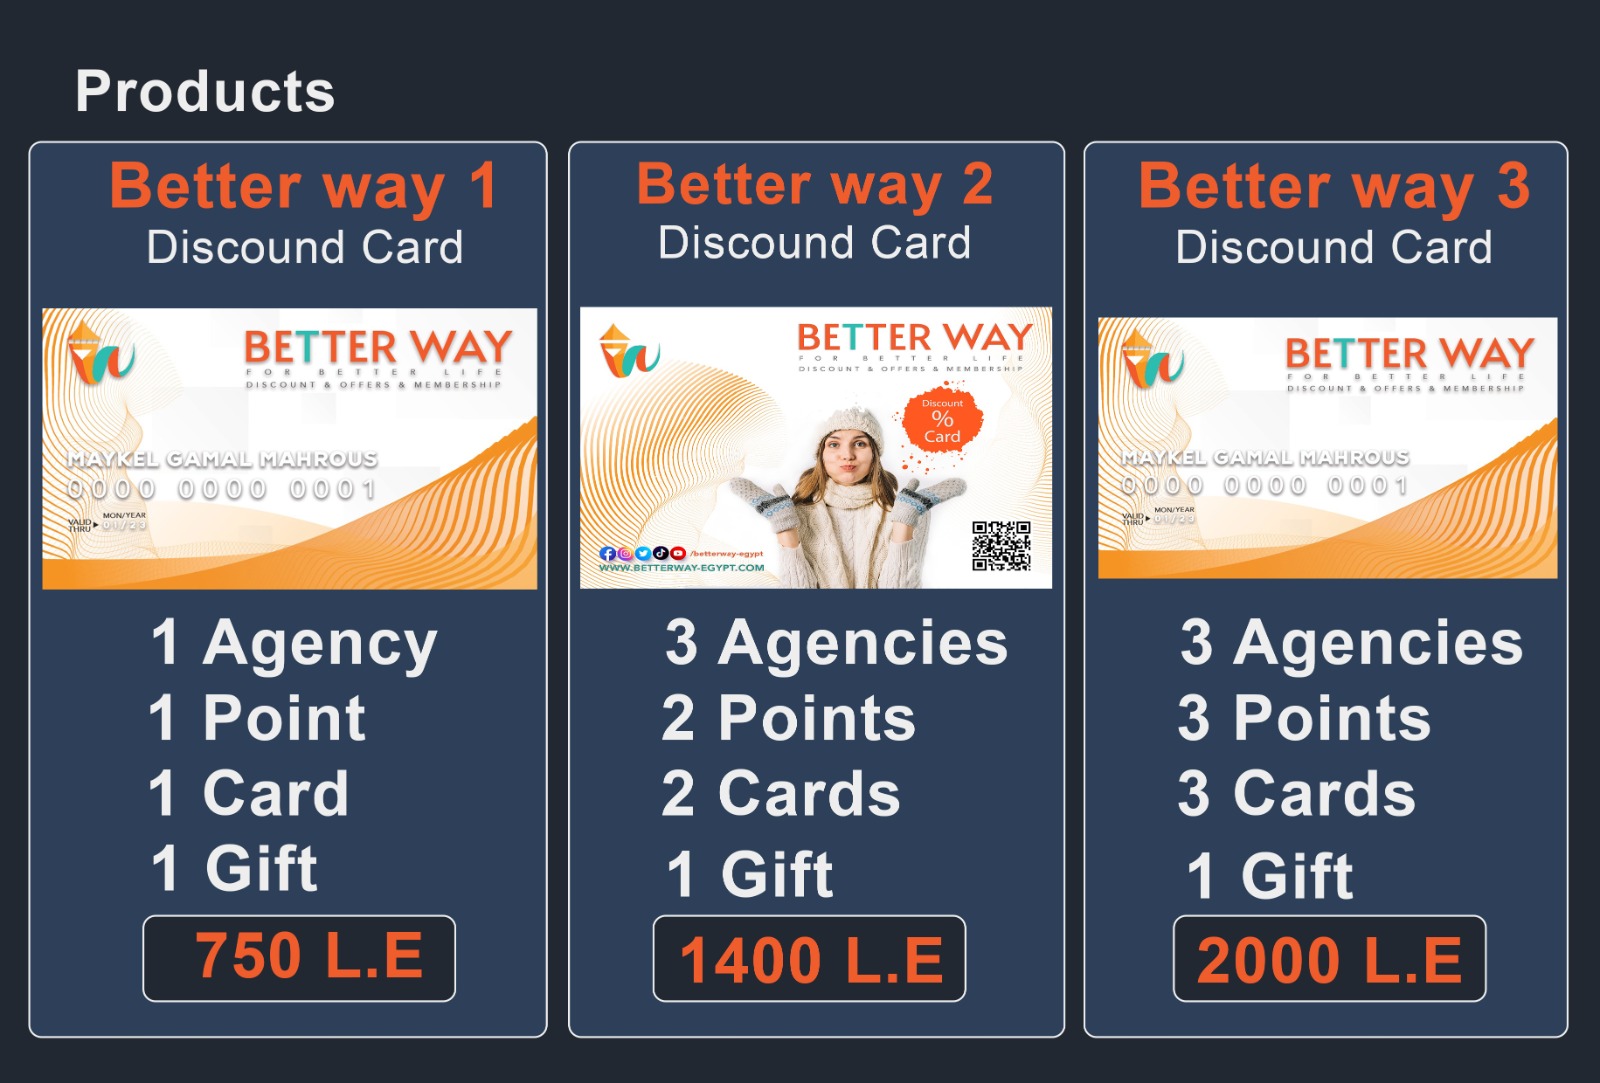 Products
Better way 1
Discound Card
BETTER WAY
FOR BETTER LIFE
DISCOUNT & OFFERS & MEMBERSHIP
MAYKEL GAMAL MAHROUS
0000 0000 0001
VALID THRU
MON/YEAR
01/23
1 Agency
1 Point
1 Card
1 Gift
750 L.E
Better way 2
Discound Card
BETTER WAY
FOR BETTER LIFE
DISCOUNT & OFFERS & MEMBERSHIP
Discount
%
Card
/betterway-egypt
WWW.BETTERWAY-EGYPT.COM
3 Agencies
2 Points
2 Cards
1 Gift
1400 L.E
Better way 3
Discound Card
BETTER WAY
FOR BETTER LIFE
DISCOUNT & OFFERS & MEMBERSHIP
MAYKEL GAMAL MAHROUS
0000 0000 0001
VALID THRU
MON/YEAR
01/23
3 Agencies
3 Points
3 Cards
1 Gift
2000 L.E